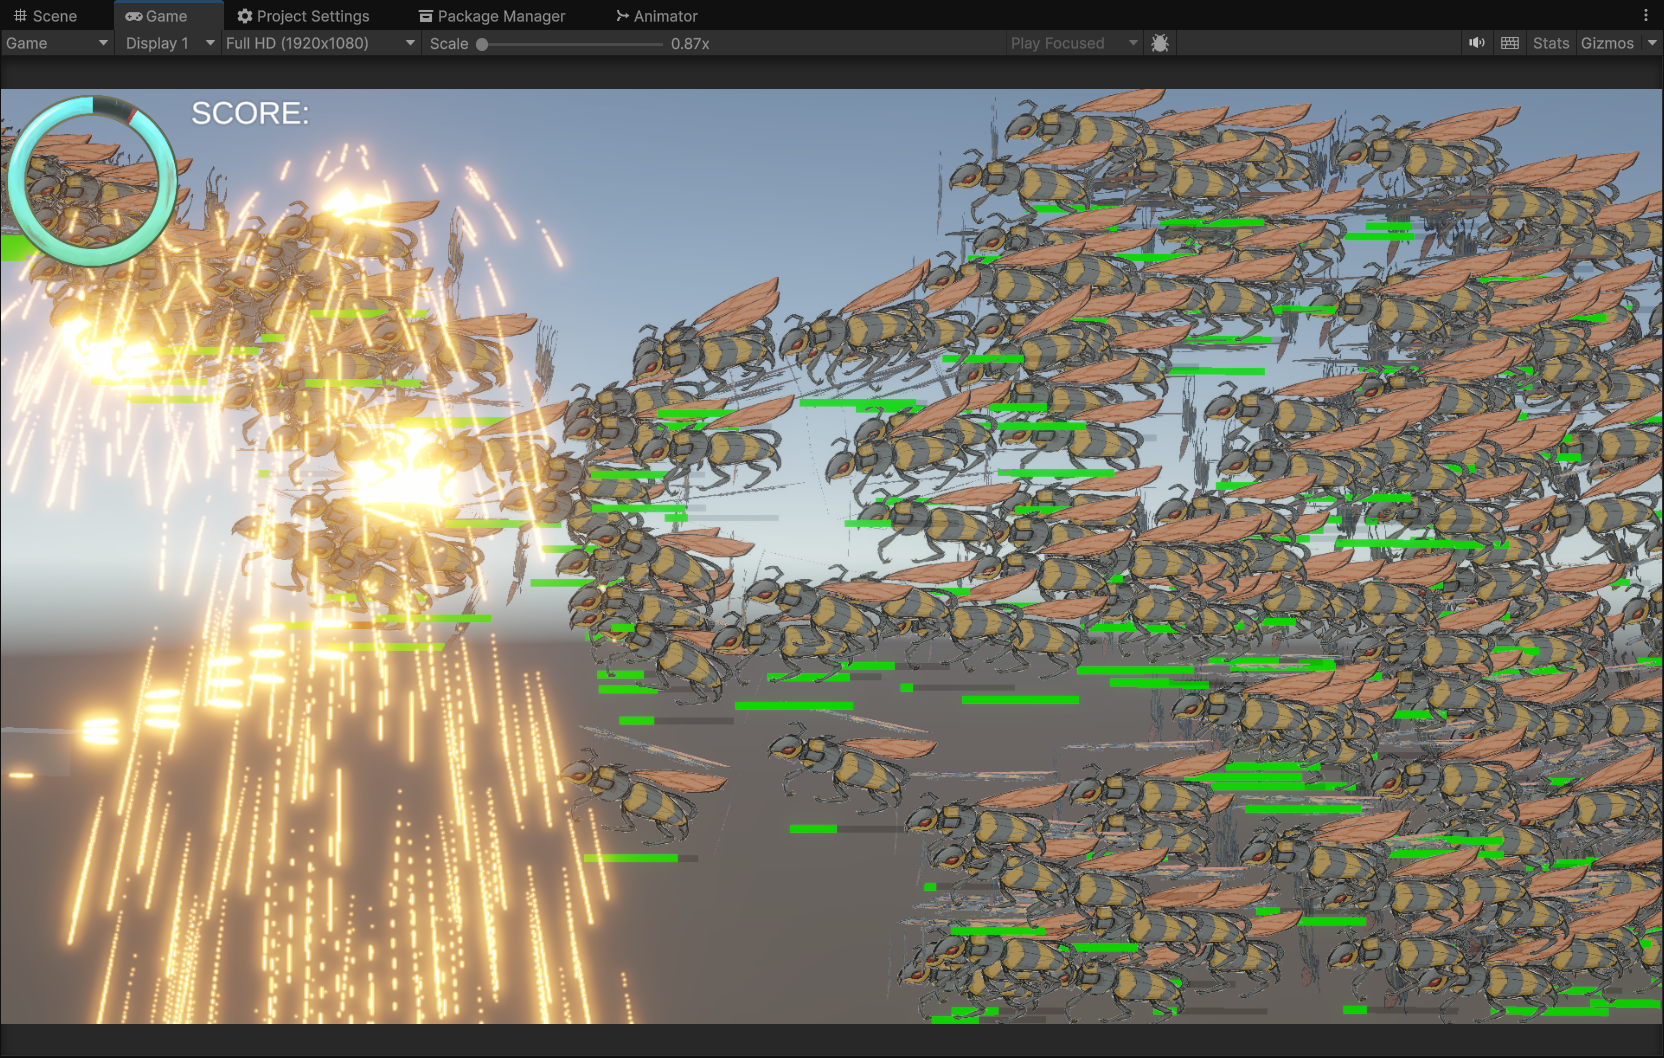 Scene Game Project Settings Package Manager Animator
Game Display 1 Full HD (1920x1080) Scale 0.87x Play Focused Stats Gizmos
SCORE: